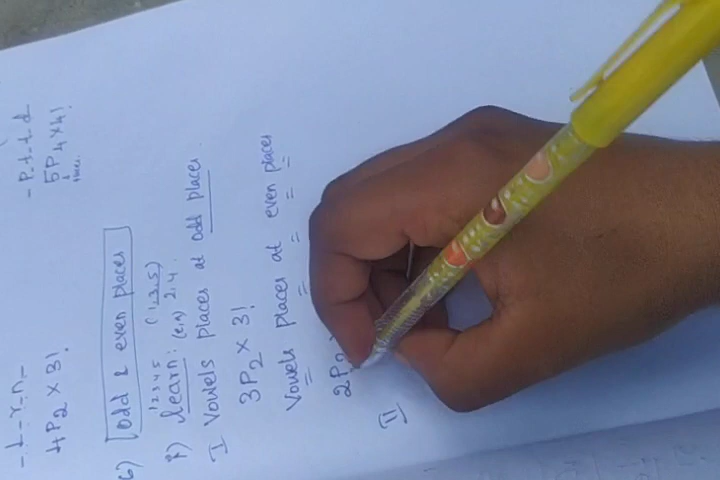 - l - r - n -
4P2 x 3!
- p - t - l - d
5P4 x 4!
6) odd & even places
1 2 3 4 5 (1,3,5)
P) learn: (e,a) 2,4.
I Vowels places at odd places.
3P2 x 3!
Vowels places at even places
2P2
II